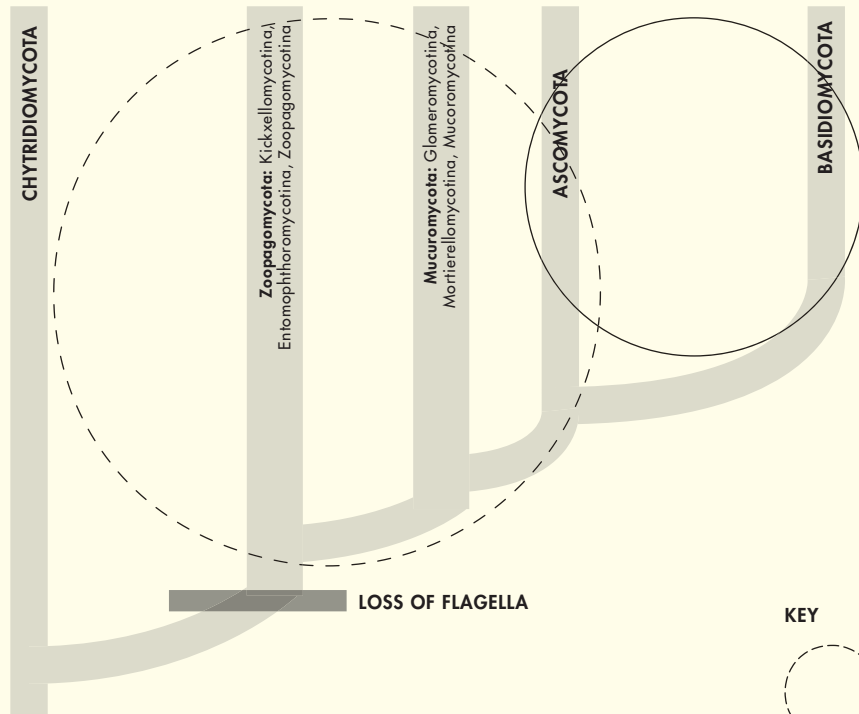 CHYTRIDIOMYCOTA
Zoopagomycota: Kickxellomycotina,
Entomophthoromycotina, Zoopagomycotina
Mucuromycota: Glomeromycotina,
Mortierellomycotina, Mucoromycotina
ASCOMYCOTA
BASIDIOMYCOTA
LOSS OF FLAGELLA
KEY